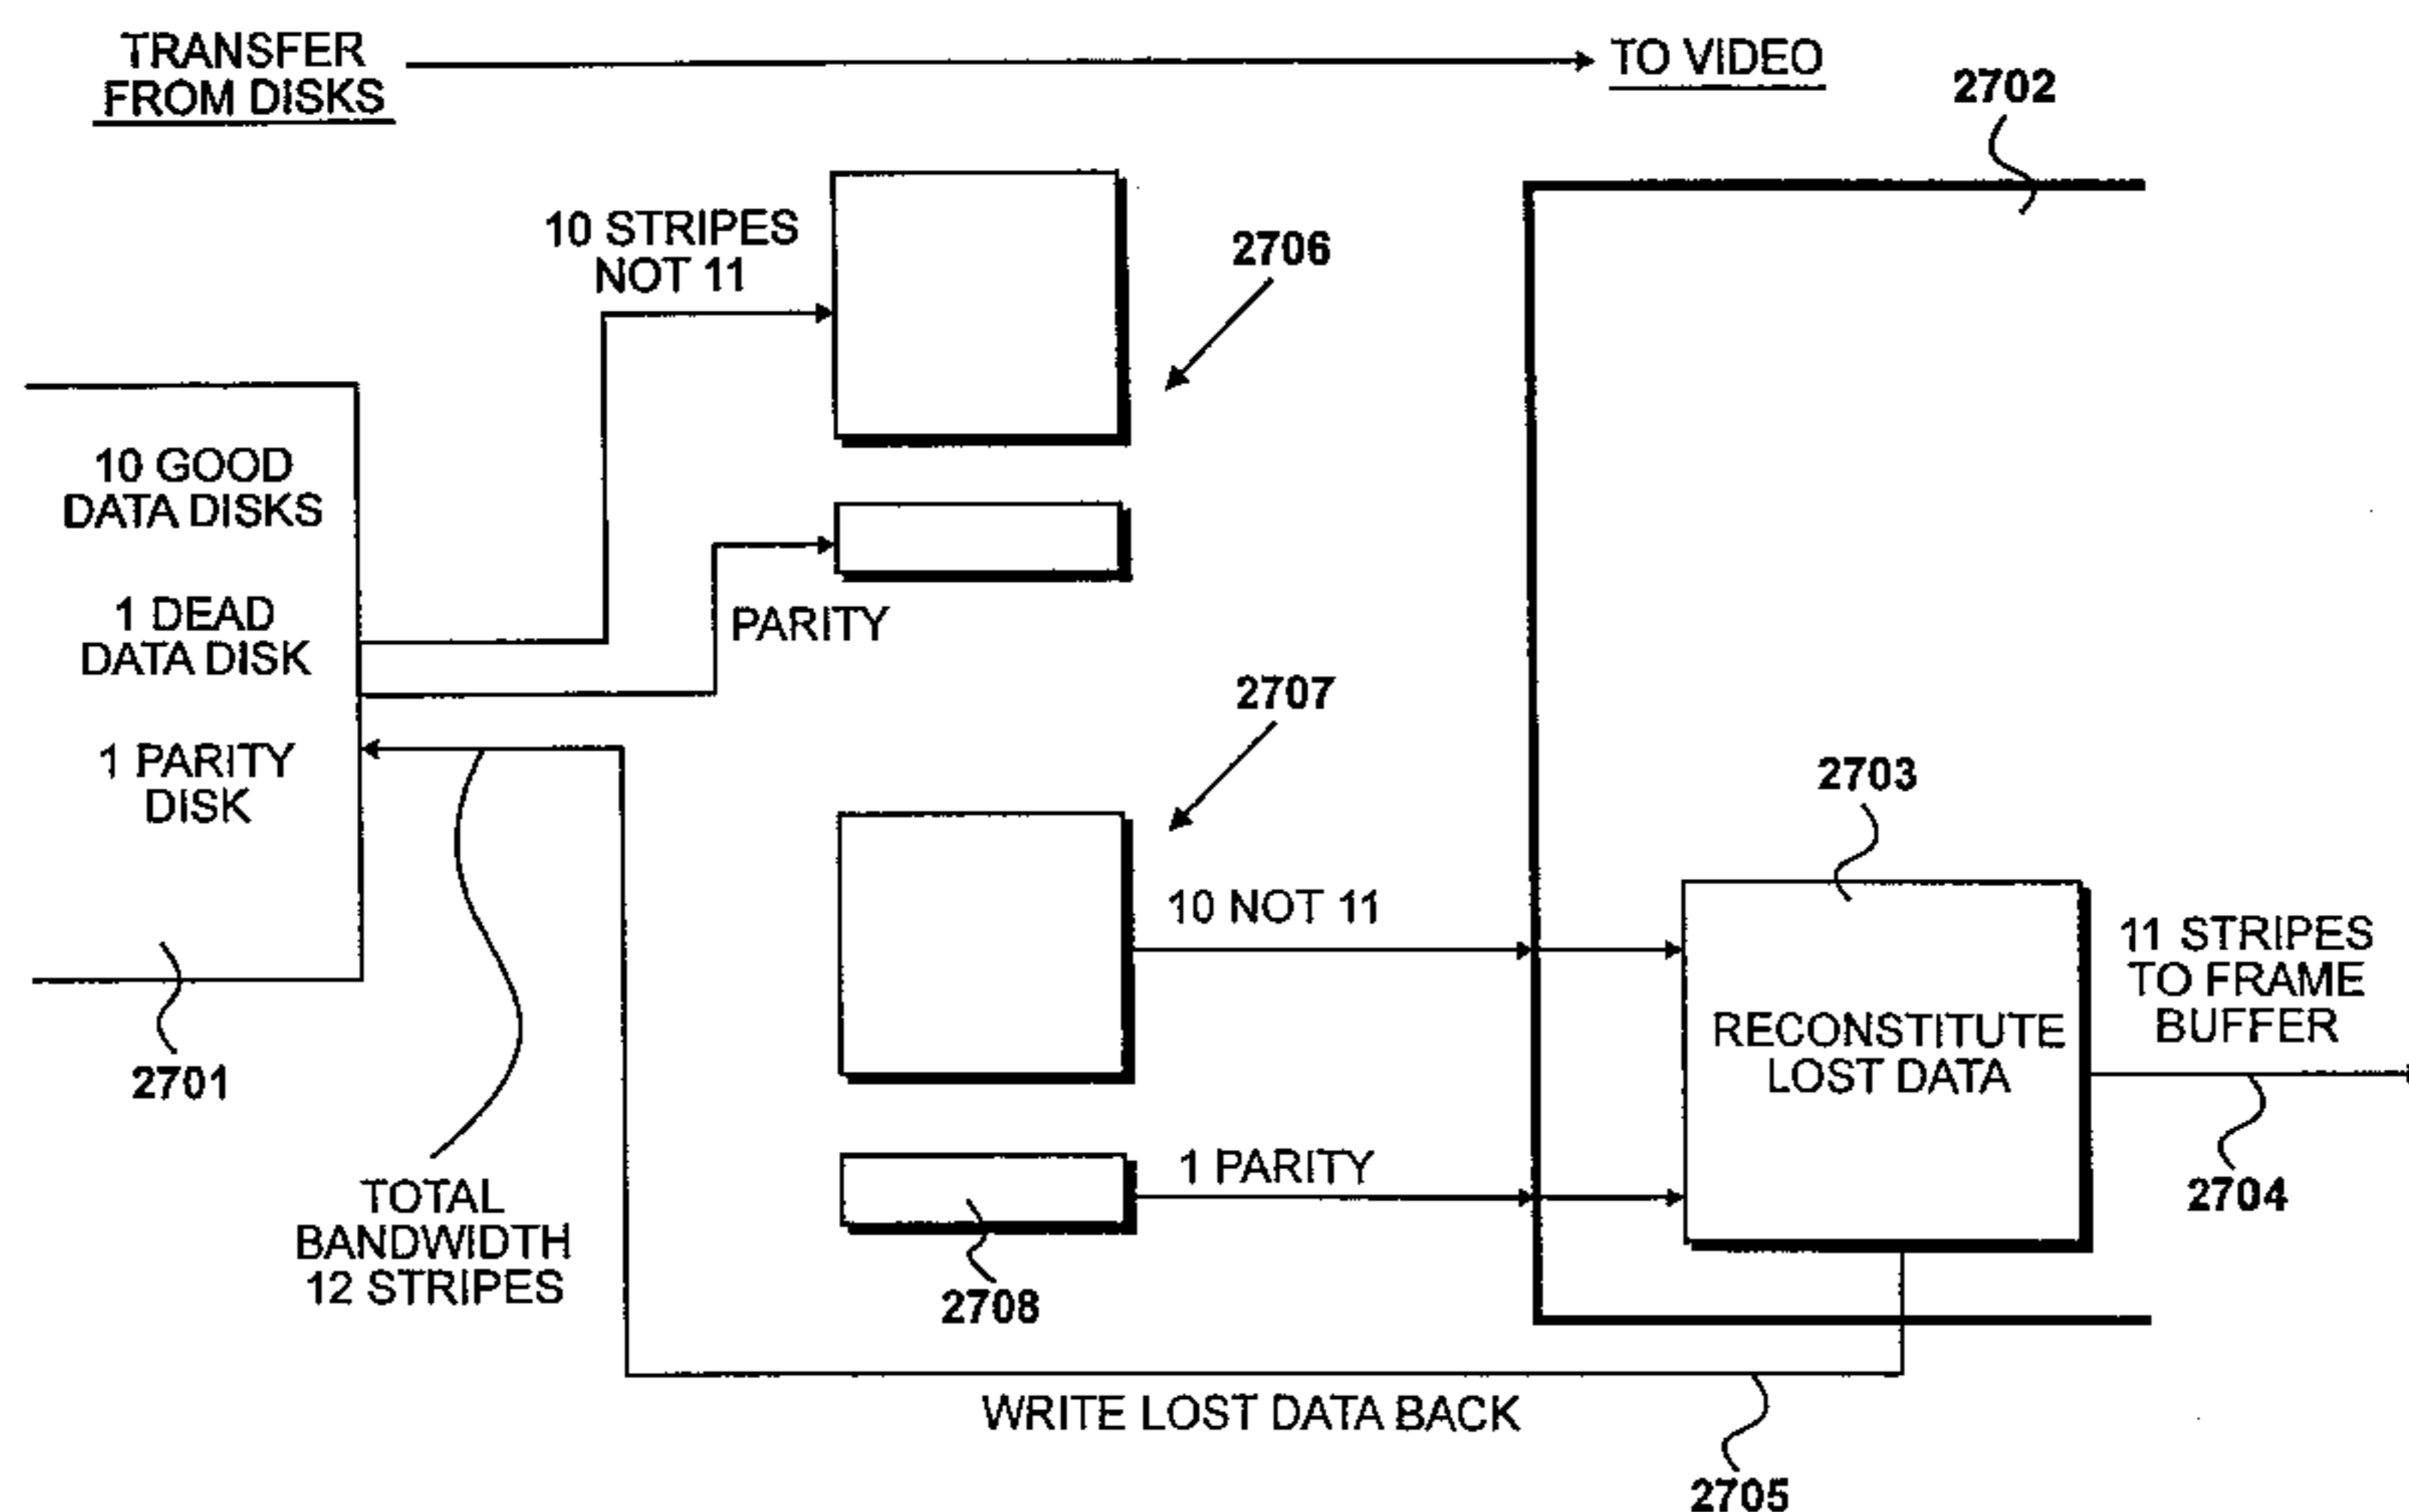 TRANSFER
FROM DISKS
TO VIDEO
2702
10 STRIPES
NOT 11
2706
10 GOOD
DATA DISKS
1 DEAD
DATA DISK
PARITY
1 PARITY
DISK
2707
2703
10 NOT 11
11 STRIPES
TO FRAME
BUFFER
RECONSTITUTE
LOST DATA
2701
1 PARITY
2704
TOTAL
BANDWIDTH
12 STRIPES
2708
WRITE LOST DATA BACK
2705